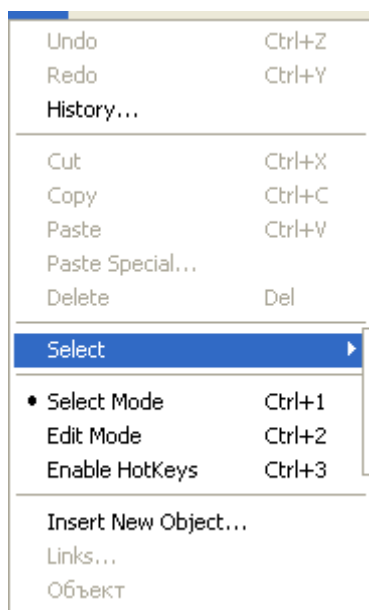 Undo Ctrl+Z
Redo Ctrl+Y
History...
Cut Ctrl+X
Copy Ctrl+C
Paste Ctrl+V
Paste Special...
Delete Del
Select
Select Mode Ctrl+1
Edit Mode Ctrl+2
Enable HotKeys Ctrl+3
Insert New Object...
Links...
Объект